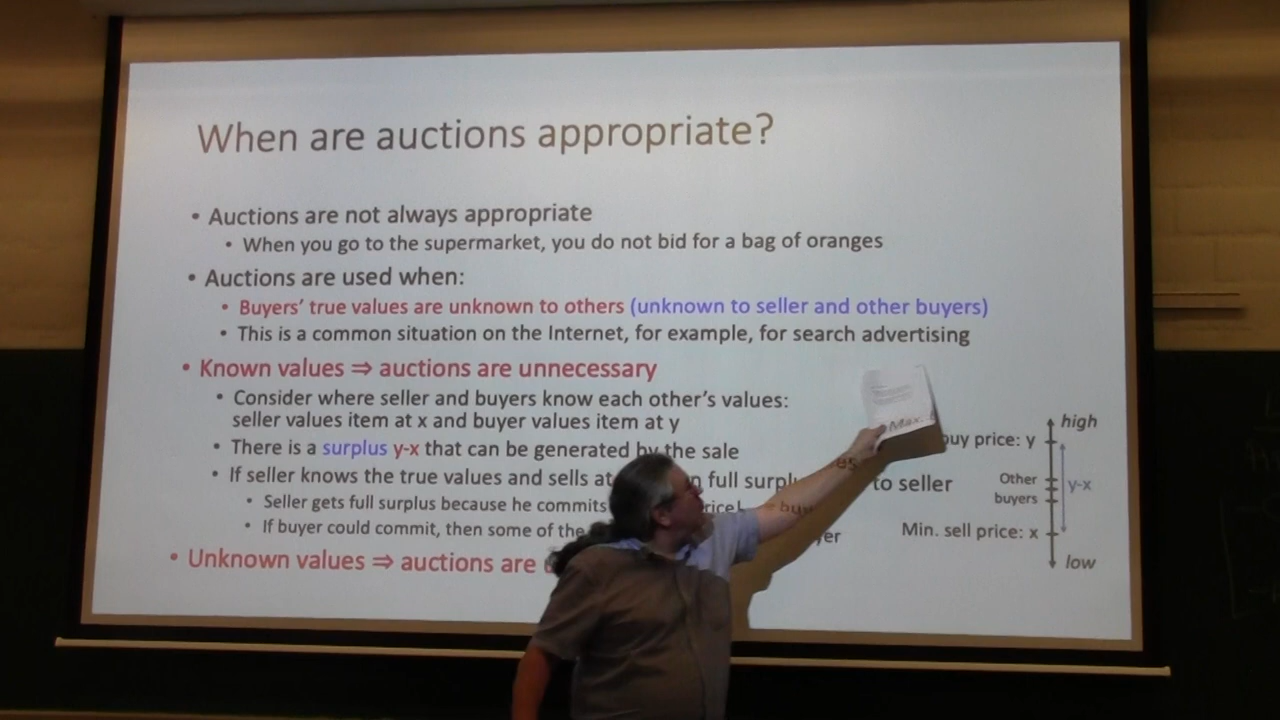 When are auctions appropriate?
• Auctions are not always appropriate
• When you go to the supermarket, you do not bid for a bag of oranges
• Auctions are used when:
• Buyers' true values are unknown to others (unknown to seller and other buyers)
• This is a common situation on the Internet, for example, for search advertising
• Known values ⇒ auctions are unnecessary
• Consider where seller and buyers know each other's values:
seller values item at x and buyer values item at y
• There is a surplus y-x that can be generated by the sale
• If seller knows the true values and sells at full surpl to seller
• Seller gets full surplus because he commits
• If buyer could commit, then some of the
• Unknown values ⇒ auctions are
high
Max. buy price: y
Other
buyers
y-x
Min. sell price: x
low